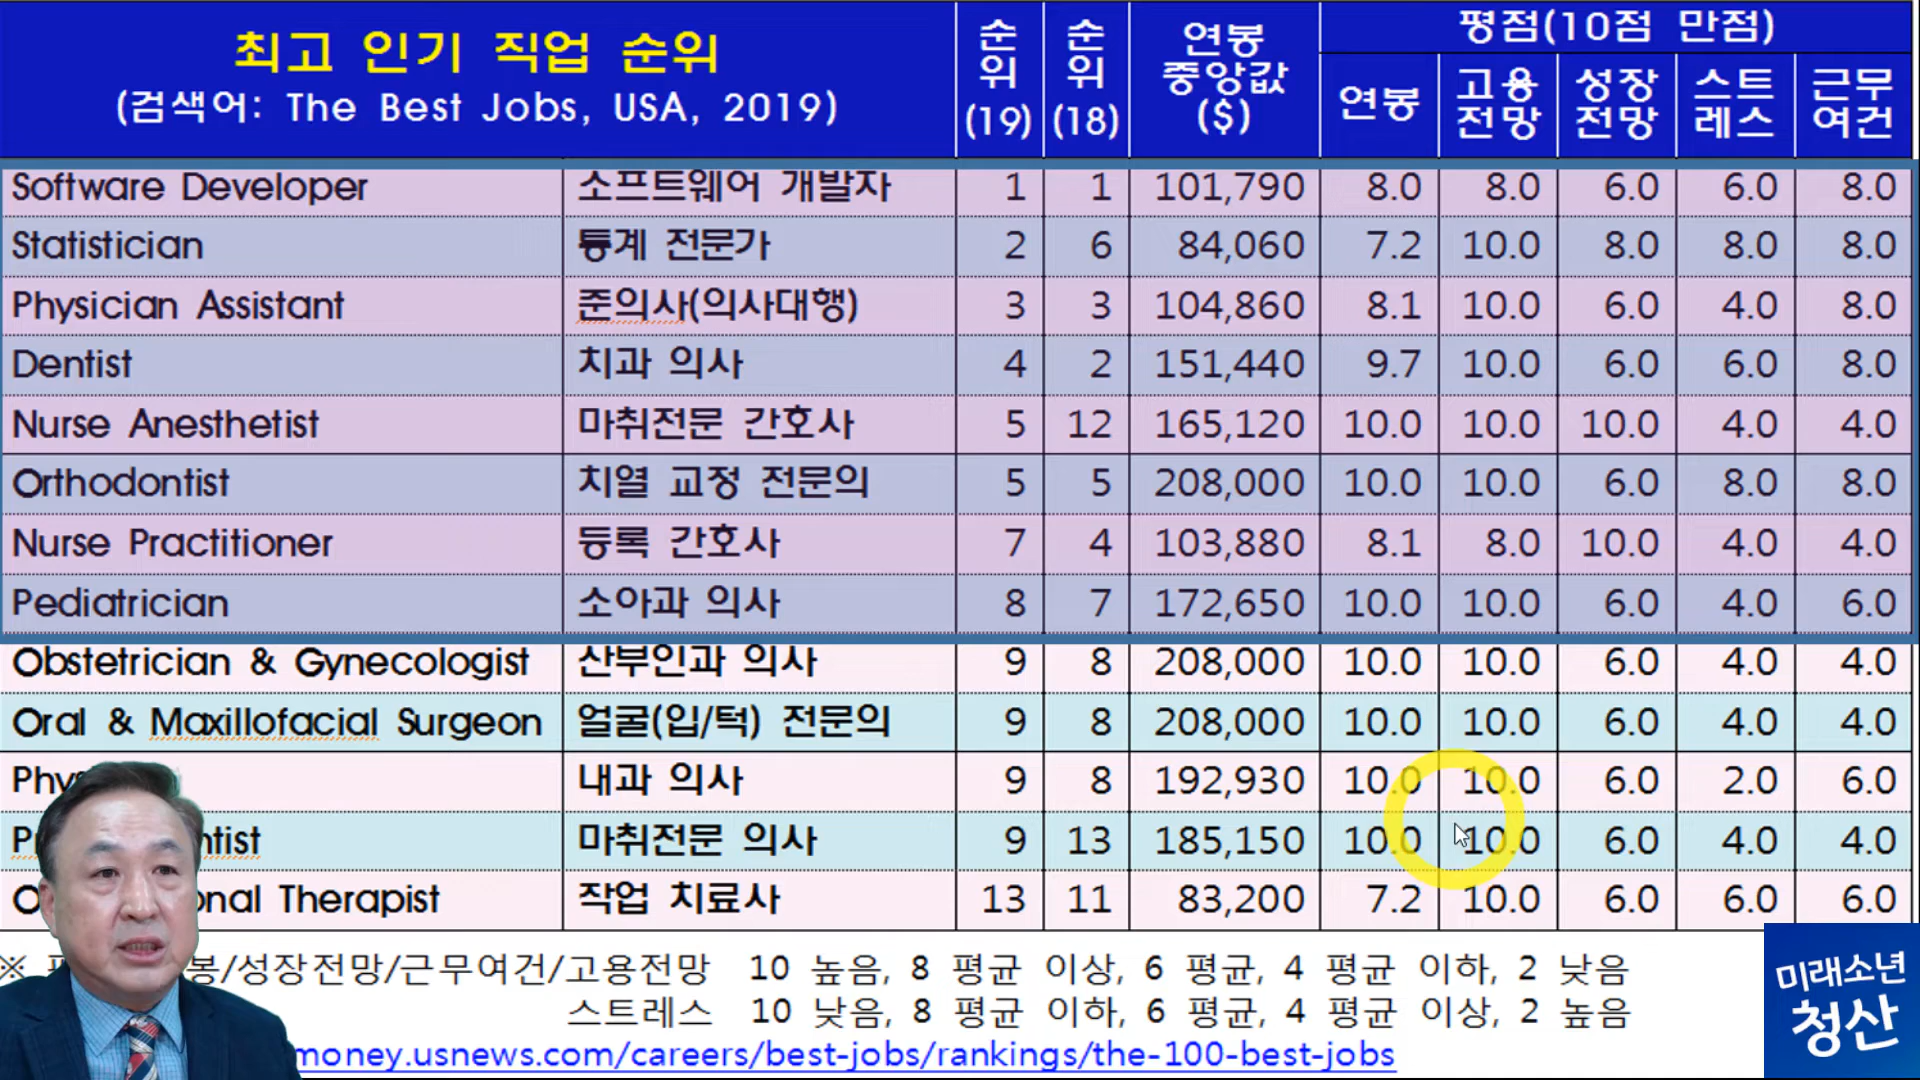 최고 인기 직업 순위
(검색어: The Best Jobs, USA, 2019)
순위(19)
순위(18)
연봉 중앙값 ($)
평점(10점 만점)
연봉
고용전망
성장전망
스트레스
근무여건
Software Developer 소프트웨어 개발자 1 1 101,790 8.0 8.0 6.0 6.0 8.0
Statistician 통계 전문가 2 6 84,060 7.2 10.0 8.0 8.0 8.0
Physician Assistant 준의사(의사대행) 3 3 104,860 8.1 10.0 6.0 4.0 8.0
Dentist 치과 의사 4 2 151,440 9.7 10.0 6.0 6.0 8.0
Nurse Anesthetist 마취전문 간호사 5 12 165,120 10.0 10.0 10.0 4.0 4.0
Orthodontist 치열 교정 전문의 5 5 208,000 10.0 10.0 6.0 8.0 8.0
Nurse Practitioner 등록 간호사 7 4 103,880 8.1 8.0 10.0 4.0 4.0
Pediatrician 소아과 의사 8 7 172,650 10.0 10.0 6.0 4.0 6.0
Obstetrician & Gynecologist 산부인과 의사 9 8 208,000 10.0 10.0 6.0 4.0 4.0
Oral & Maxillofacial Surgeon 얼굴(입/턱) 전문의 9 8 208,000 10.0 10.0 6.0 4.0 4.0
내과 의사 9 8 192,930 10.0 10.0 6.0 2.0 6.0
마취전문 의사 9 13 185,150 10.0 10.0 6.0 4.0 4.0
Therapist 작업 치료사 13 11 83,200 7.2 10.0 6.0 6.0 6.0
※ 봉/성장전망/근무여건/고용전망 10 높음, 8 평균 이상, 6 평균, 4 평균 이하, 2 낮음
스트레스 10 낮음, 8 평균 이하, 6 평균, 4 평균 이상, 2 높음
money.usnews.com/careers/best-jobs/rankings/the-100-best-jobs
미래소년
청산